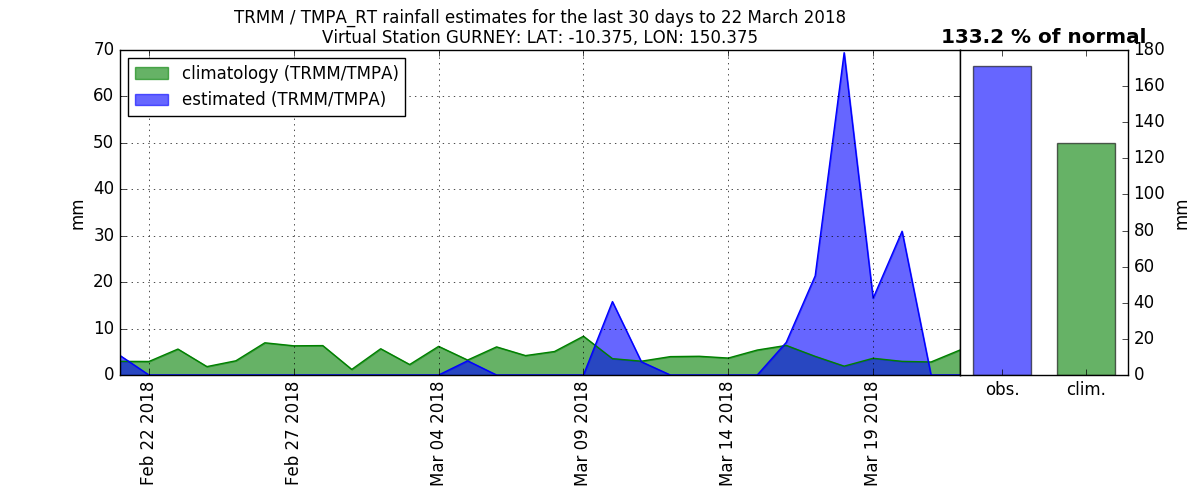 TRMM / TMPA_RT rainfall estimates for the last 30 days to 22 March 2018
Virtual Station GURNEY: LAT: -10.375, LON: 150.375
133.2 % of normal
climatology (TRMM/TMPA)
estimated (TRMM/TMPA)
70
60
50
40
30
20
10
0
mm
180
160
140
120
100
80
60
40
20
0
mm
Feb 22 2018
Feb 27 2018
Mar 04 2018
Mar 09 2018
Mar 14 2018
Mar 19 2018
obs.
clim.